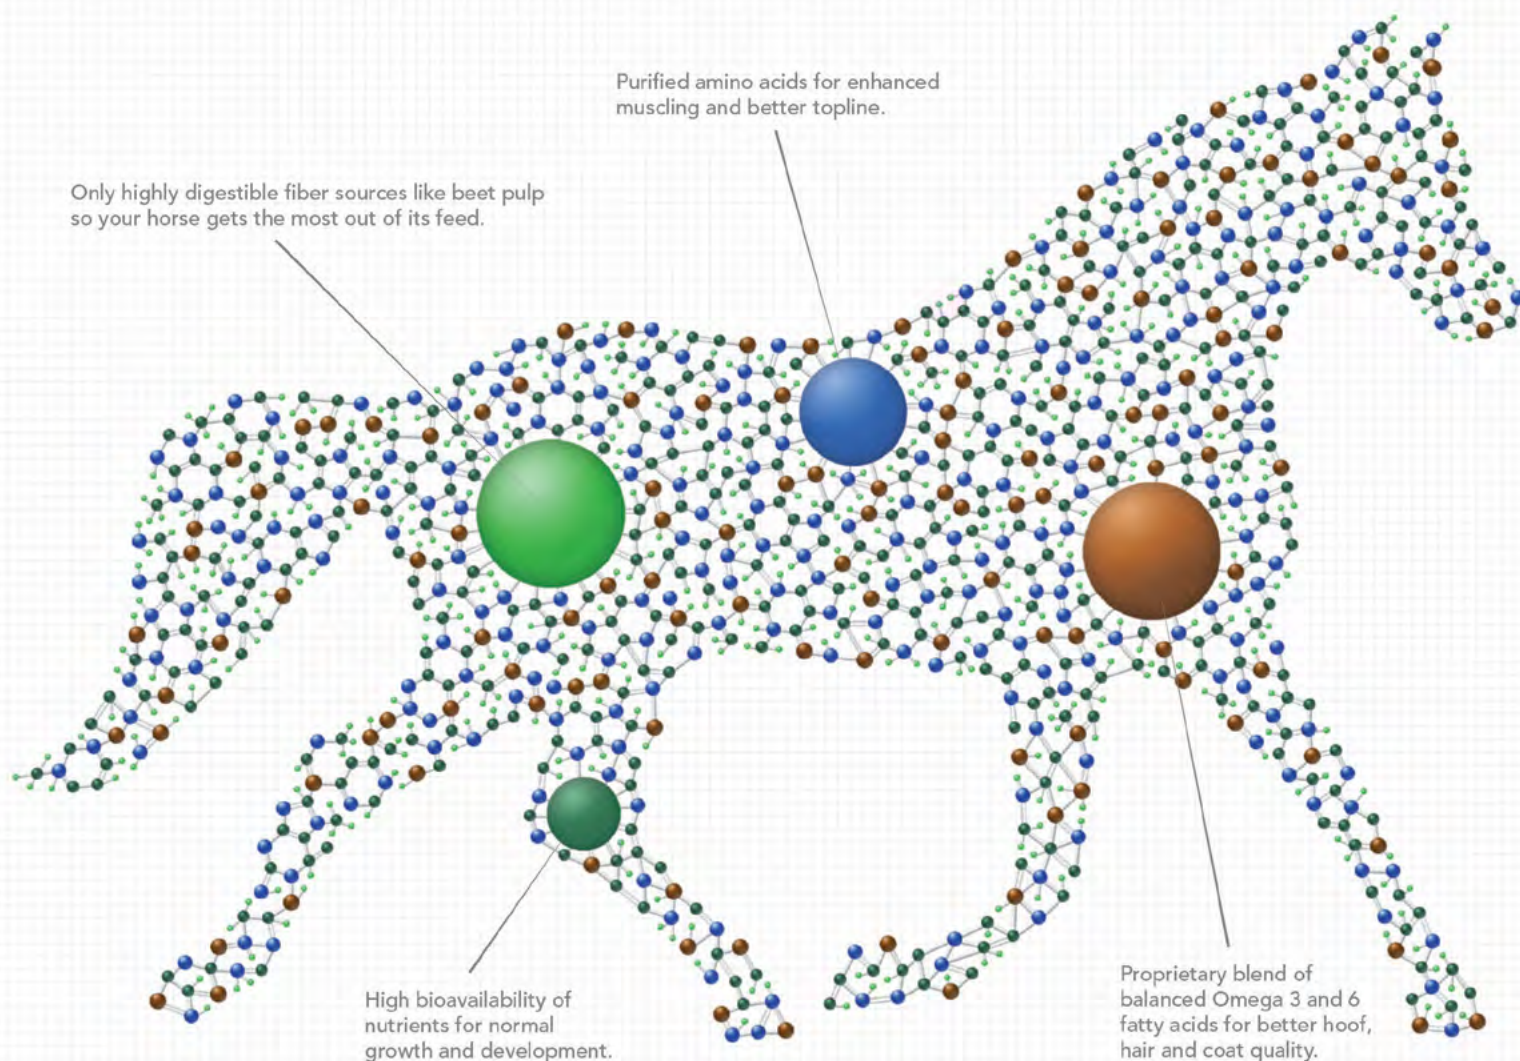 Purified amino acids for enhanced
muscling and better topline.
Only highly digestible fiber sources like beet pulp
so your horse gets the most out of its feed.
High bioavailability of
nutrients for normal
growth and development.
Proprietary blend of
balanced Omega 3 and 6
fatty acids for better hoof,
hair and coat quality.